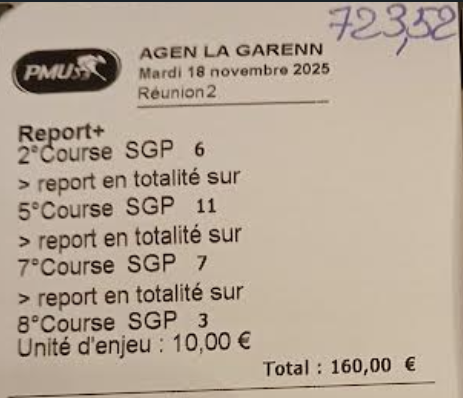 723,52
PMU
AGEN LA GARENN
Mardi 18 novembre 2025
Réunion2
Report+
2°Course SGP 6
> report en totalité sur
5°Course SGP 11
> report en totalité sur
7°Course SGP 7
> report en totalité sur
8°Course SGP 3
Unité d'enjeu : 10,00 €
Total : 160,00 €